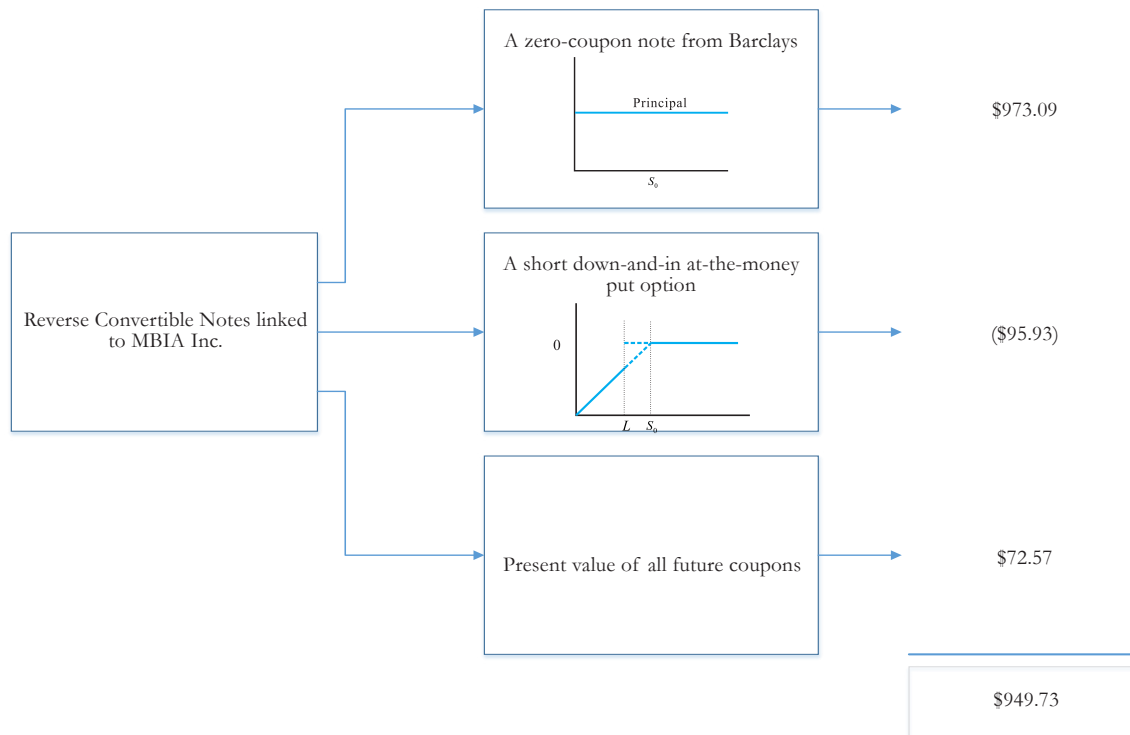 A zero-coupon note from Barclays
Principal
S0
$973.09
Reverse Convertible Notes linked
to MBIA Inc.
A short down-and-in at-the-money
put option
0
L S0
($95.93)
Present value of all future coupons
$72.57
$949.73